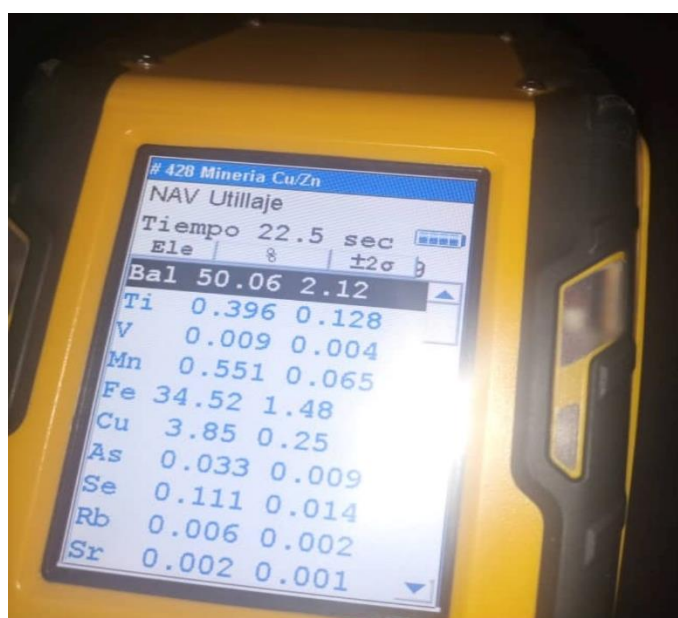 # 428 Mineria Cu/Zn
NAV Utillaje
Tiempo 22.5 sec
Ele % ±2σ
Bal 50.06 2.12
Ti 0.396 0.128
V 0.009 0.004
Mn 0.551 0.065
Fe 34.52 1.48
Cu 3.85 0.25
As 0.033 0.009
Se 0.111 0.014
Rb 0.006 0.002
Sr 0.002 0.001